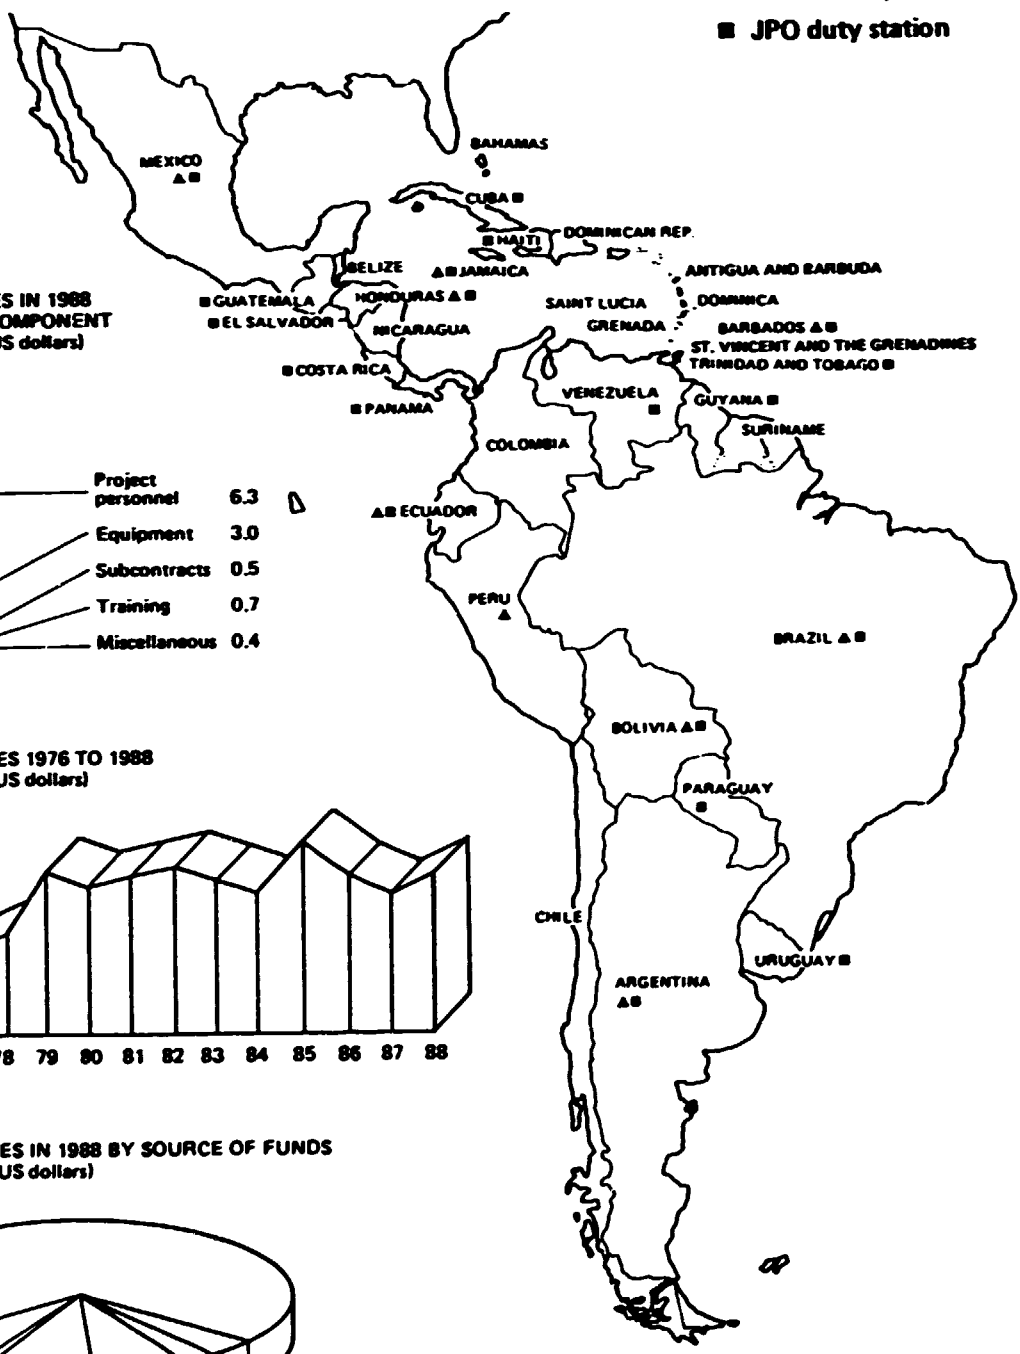 ■ JPO duty station
BAHAMAS
MEXICO
▲■
CUBA ■
■ HAITI
DOMINICAN REP.
BELIZE
▲■ JAMAICA
ANTIGUA AND BARBUDA
ES IN 1988
OMPONENT
US dollars)
■ GUATEMALA
HONDURAS ▲■
SAINT LUCIA
DOMINICA
■ EL SALVADOR
NICARAGUA
GRENADA
BARBADOS ▲■
ST. VINCENT AND THE GRENADINES
■ COSTA RICA
TRINIDAD AND TOBAGO ■
■ PANAMA
VENEZUELA
■
GUYANA ■
SURINAME
COLOMBIA
Project
personnel 6.3
Equipment 3.0
Subcontracts 0.5
Training 0.7
Miscellaneous 0.4
▲■ ECUADOR
PERU
▲
BRAZIL ▲■
BOLIVIA ▲■
PARAGUAY
■
ES 1976 TO 1988
US dollars)
CHILE
URUGUAY ■
ARGENTINA
▲■
78 79 80 81 82 83 84 85 86 87 88
ES IN 1988 BY SOURCE OF FUNDS
US dollars)